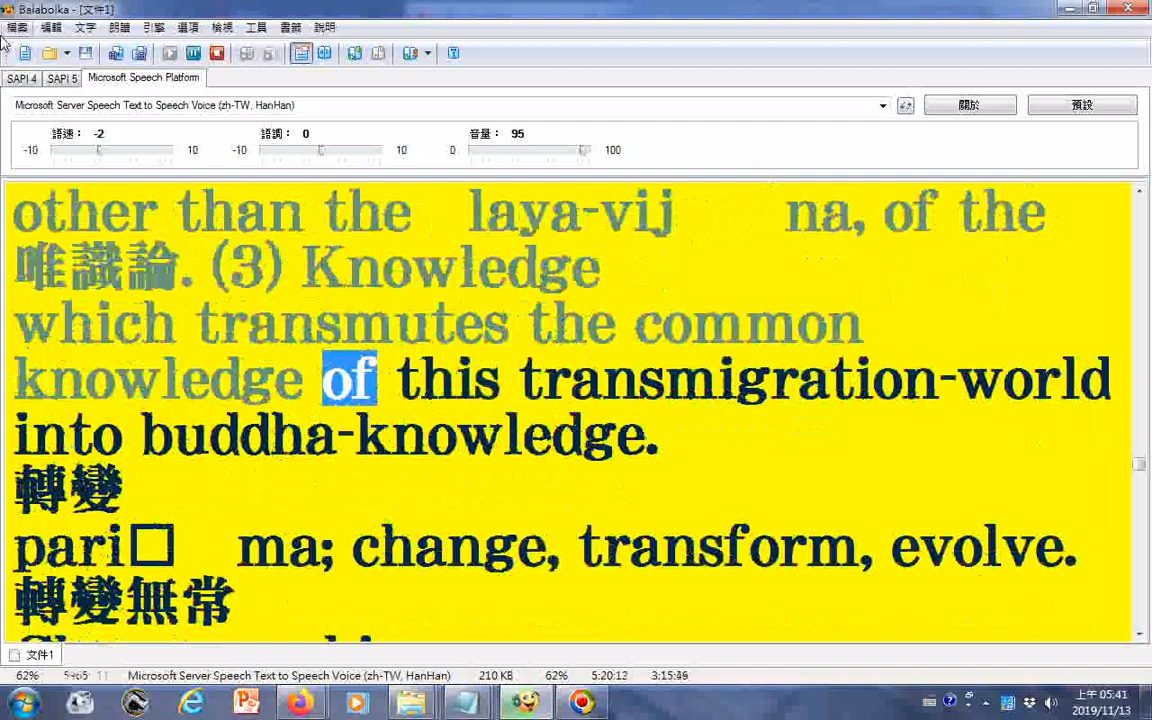 Balabolka - [文件1]
檔案 編輯 文字 朗讀 引擎 選項 檢視 工具 書籤 說明
SAPI 4 SAPI 5 Microsoft Speech Platform
Microsoft Server Speech Text to Speech Voice (zh-TW, HanHan) 關於 預設
語速： -2 語調： 0 音量： 95
-10 10 -10 10 0 100
other than the laya-vij na, of the
唯識論. (3) Knowledge
which transmutes the common
knowledge of this transmigration-world
into buddha-knowledge.
轉變
pari□ ma; change, transform, evolve.
轉變無常
文件1
62% Microsoft Server Speech Text to Speech Voice (zh-TW, HanHan) 210 KB 62% 5:20:12
上午 05:41
2019/11/13